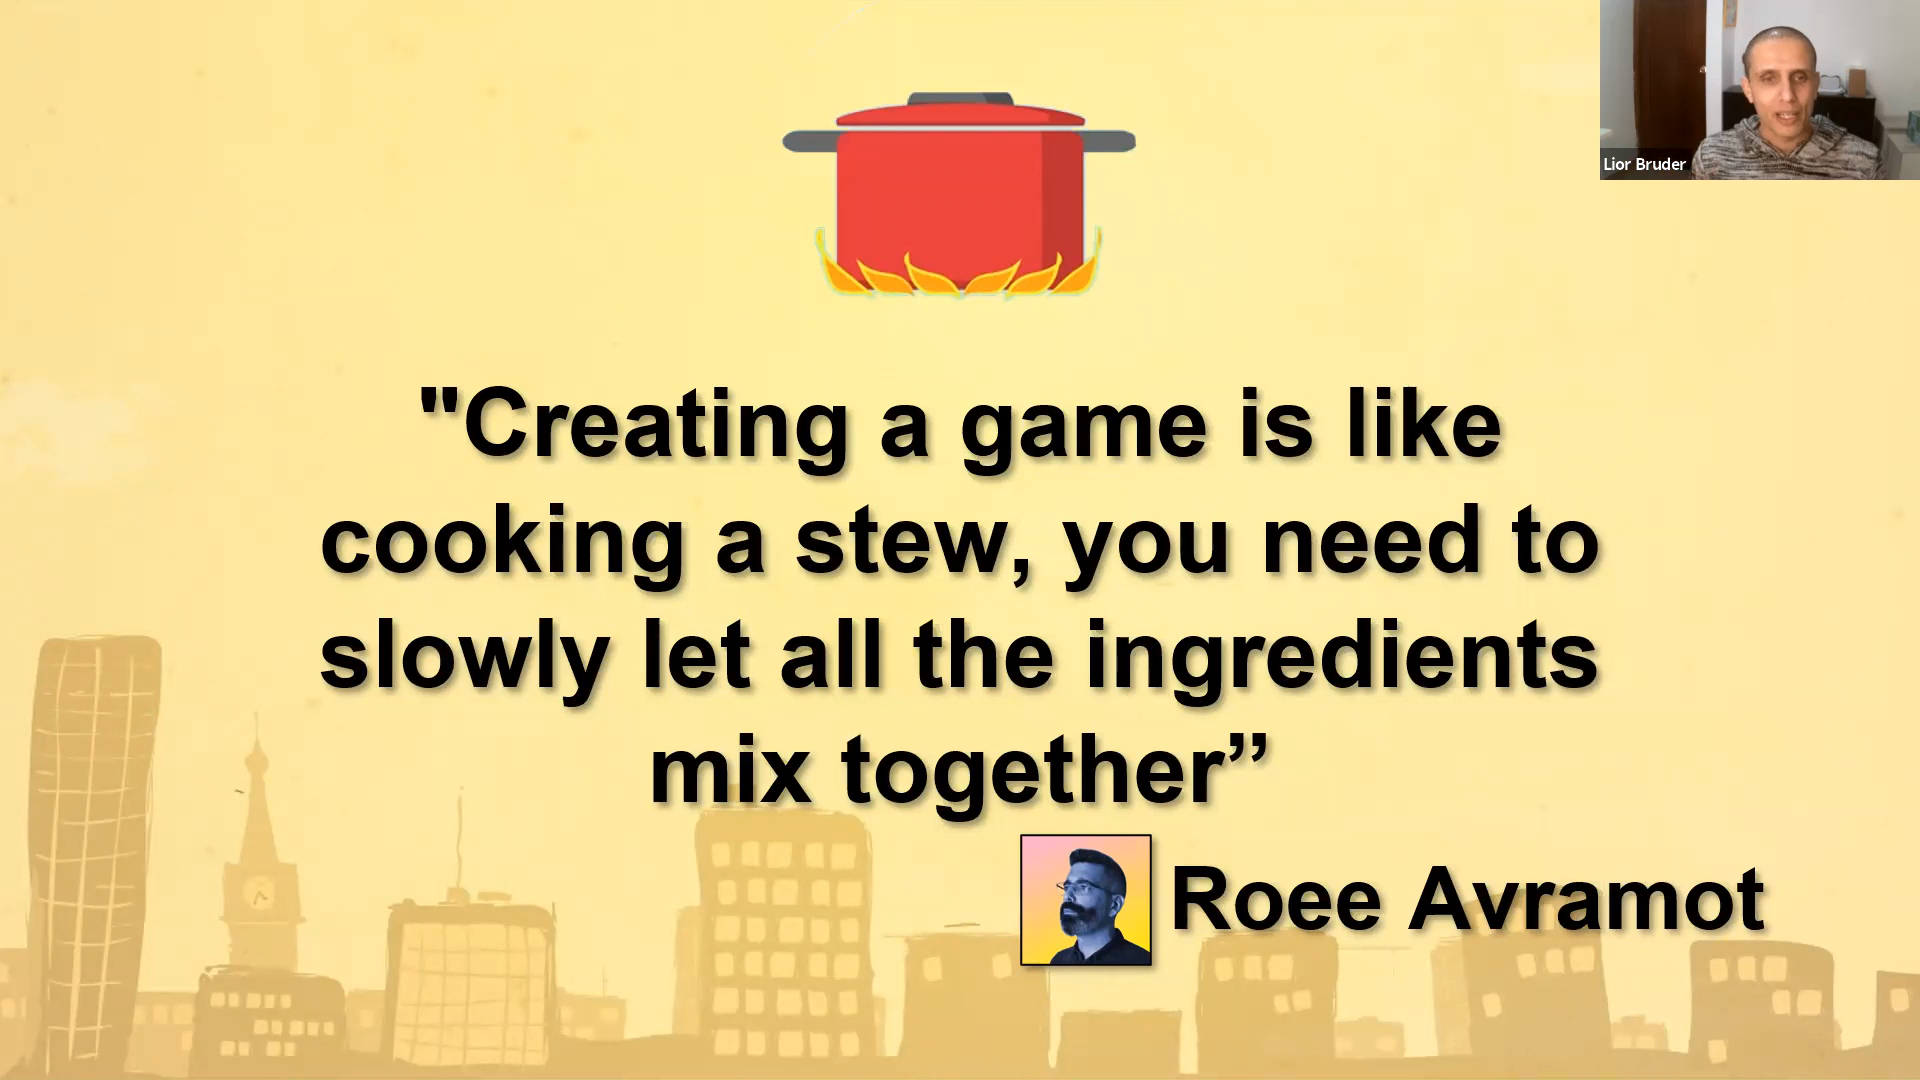 Lior Bruder
"Creating a game is like
cooking a stew, you need to
slowly let all the ingredients
mix together”
Roee Avramot